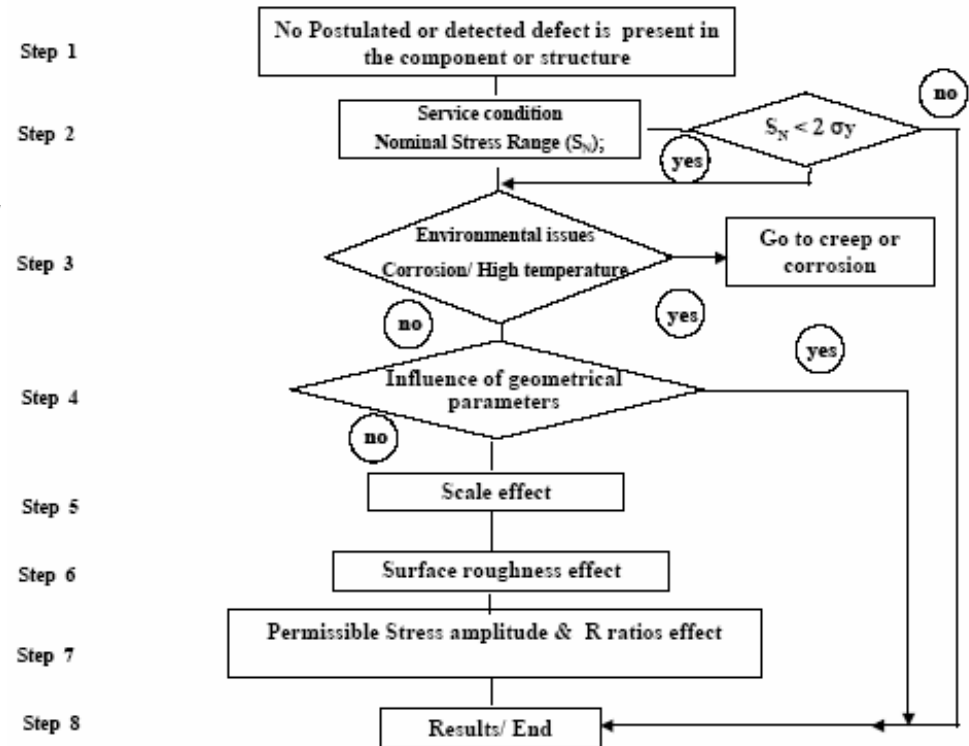 Step 1
No Postulated or detected defect is present in
the component or structure
Step 2
Service condition
Nominal Stress Range (S_N);
S_N < 2 σy
no
yes
Step 3
Environmental issues
Corrosion/ High temperature
Go to creep or
corrosion
no
yes
yes
Step 4
Influence of geometrical
parameters
no
Step 5
Scale effect
Step 6
Surface roughness effect
Step 7
Permissible Stress amplitude & R ratios effect
Step 8
Results/ End